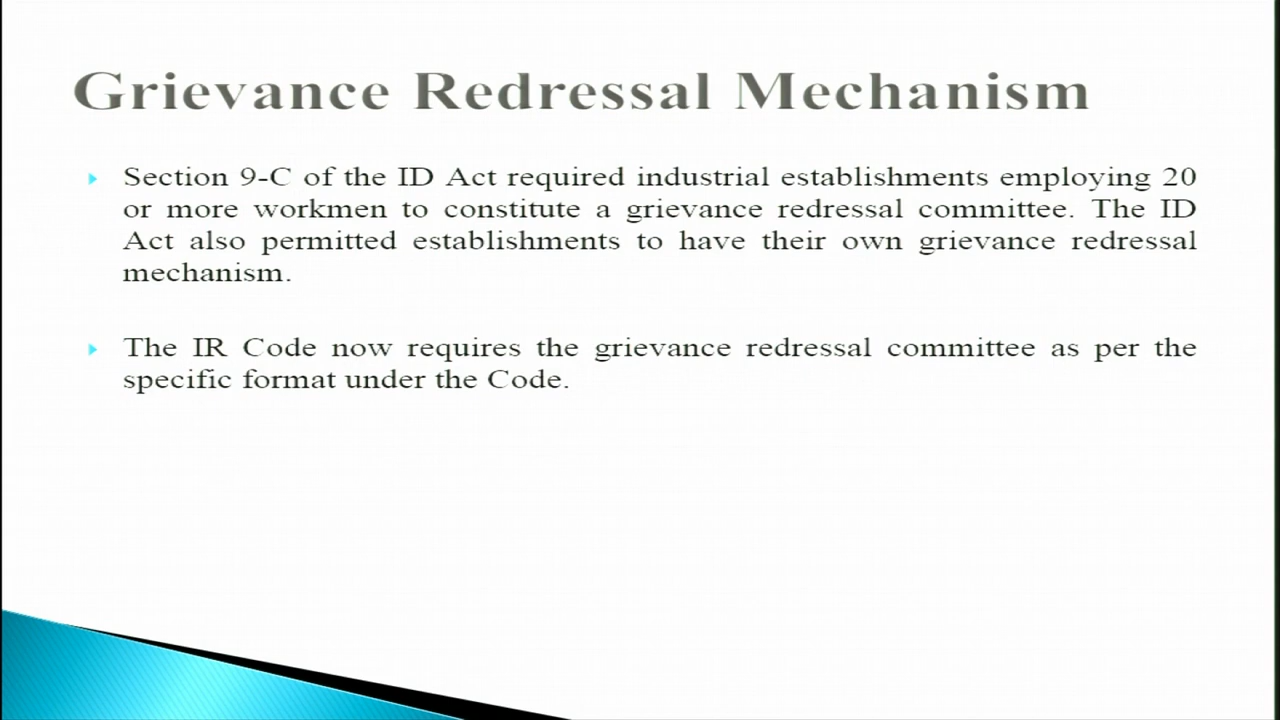 Grievance Redressal Mechanism
Section 9-C of the ID Act required industrial establishments employing 20
or more workmen to constitute a grievance redressal committee. The ID
Act also permitted establishments to have their own grievance redressal
mechanism.
The IR Code now requires the grievance redressal committee as per the
specific format under the Code.